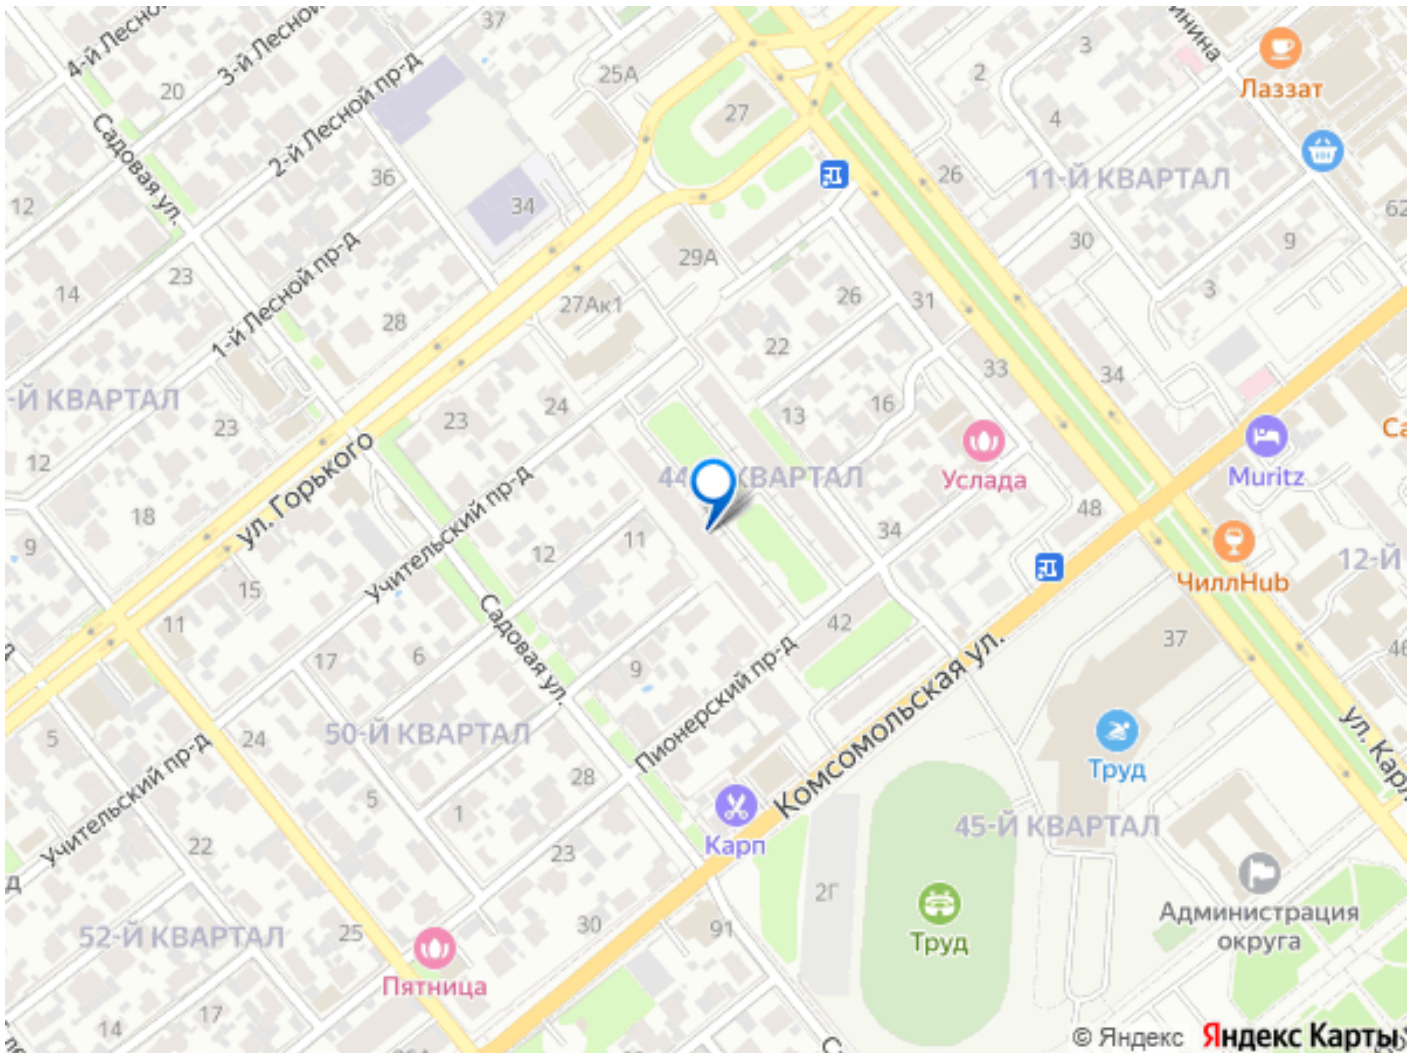 4-й Лесной
3-й Лесной пр-д
37
25А
27
2
3
4
Лаззат
20
2-й Лесной пр-д
36
34
Садовая ул.
12
26
11-Й КВАРТАЛ
62
30
9
3
23
14
1-й Лесной пр-д
28
29А
27Ак1
26
31
22
33
34
-Й КВАРТАЛ
23
23
24
13
16
12
ул. Горького
44
КВАРТАЛ
Услада
Muritz
18
9
Учительский пр-д
12
11
34
48
ЧиллHub
12-Й
15
11
17
6
Садовая ул.
9
42
37
46
Пионерский пр-д
Комсомольская ул.
ул. Карл
5
24
50-Й КВАРТАЛ
28
Труд
Учительский пр-д
5
1
Карп
45-Й КВАРТАЛ
22
23
2Г
52-Й КВАРТАЛ
25
30
91
Труд
Администрация
округа
Пятница
14
17
© Яндекс Яндекс Карты